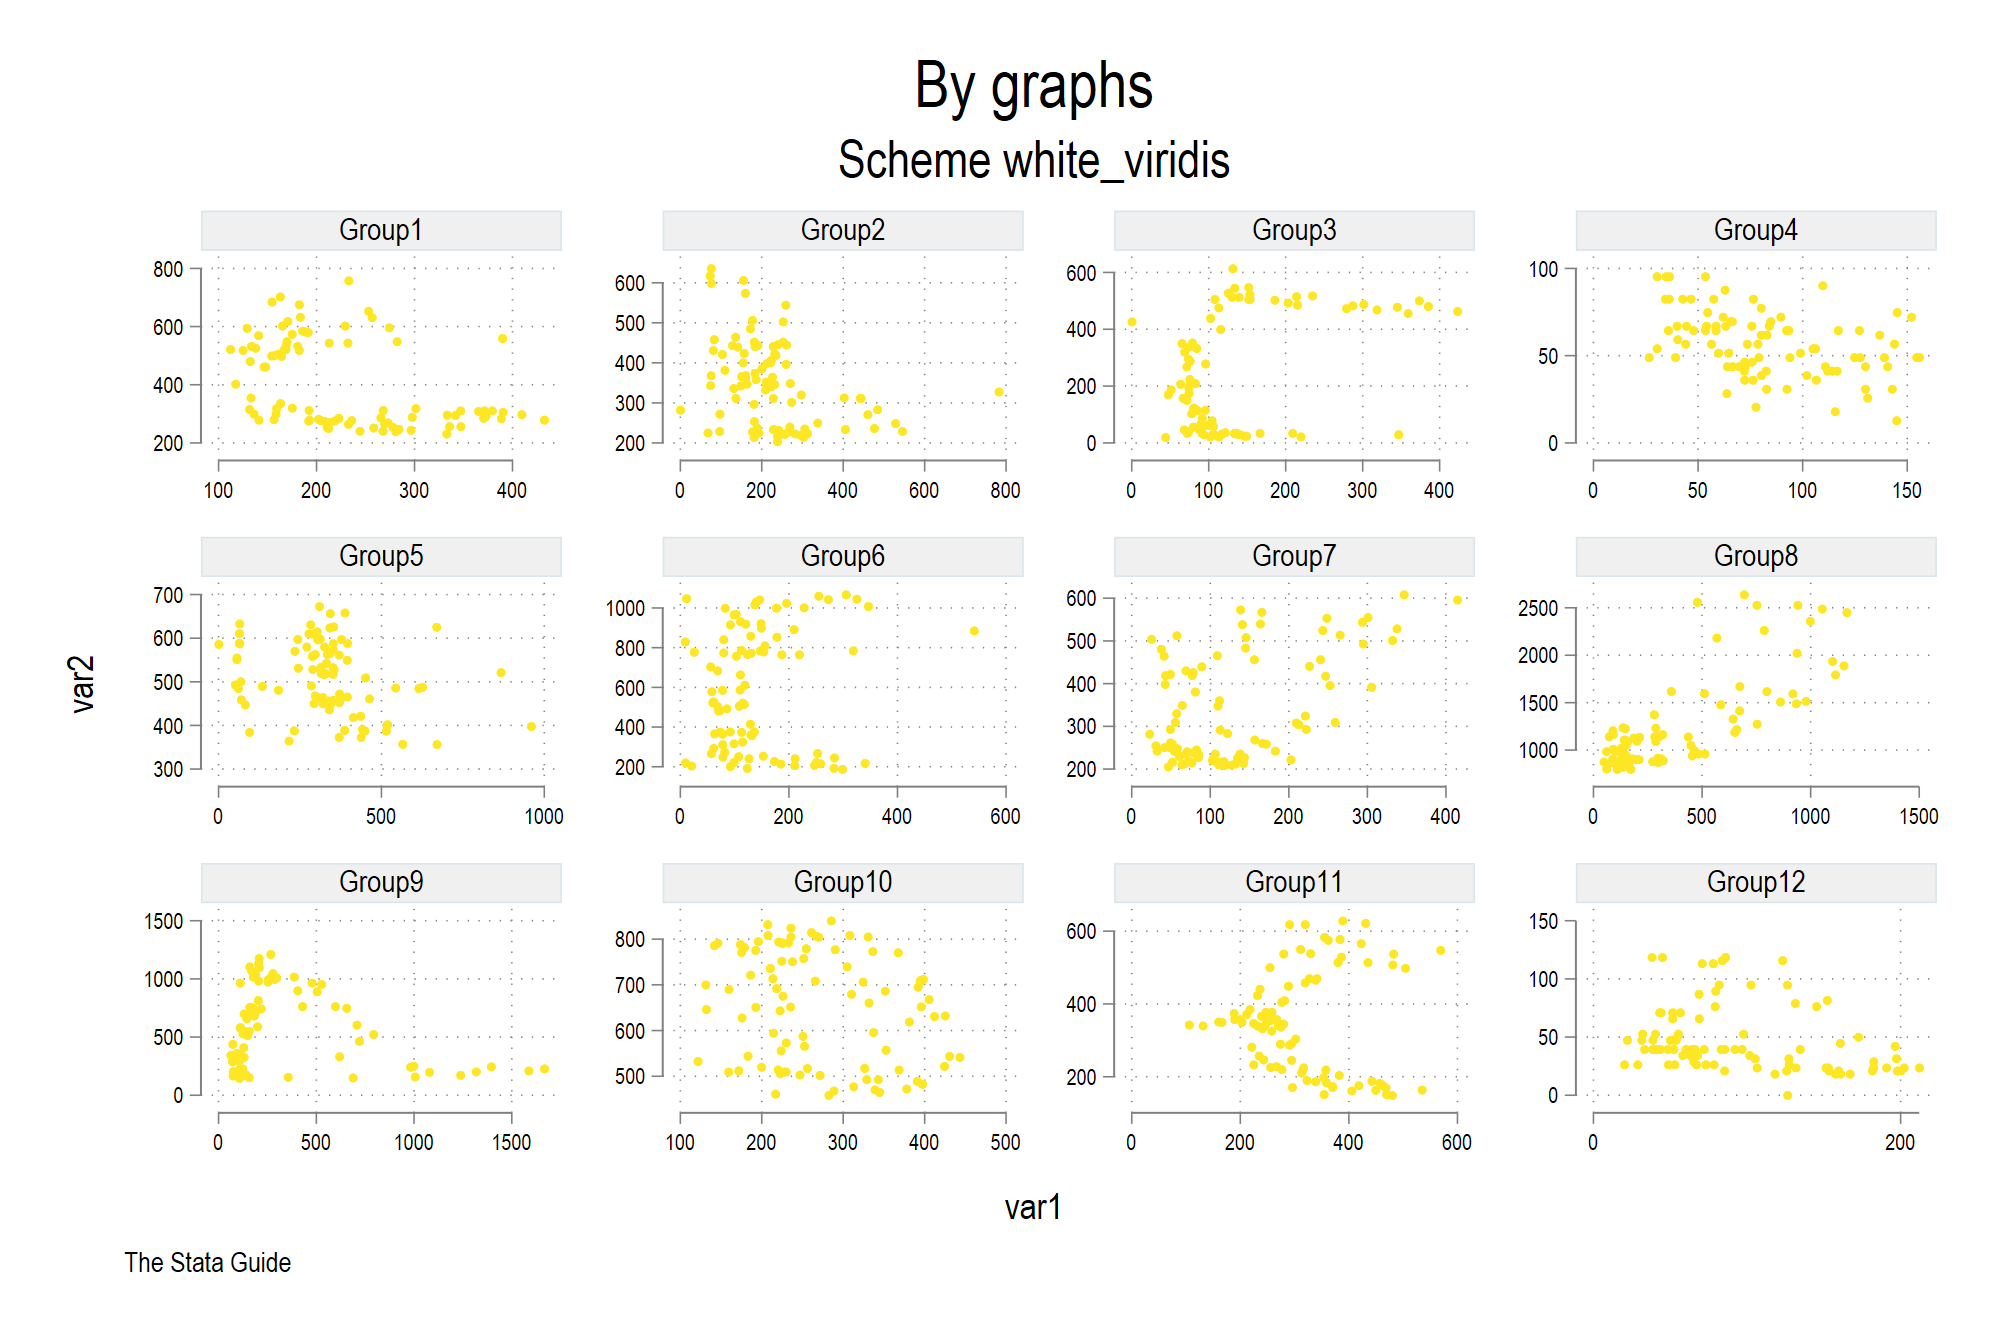 By graphs
Scheme white_viridis
Group1 Group2 Group3 Group4
800 600 400 200
100 200 300 400
600 500 400 300 200
0 200 400 600 800
600 400 200 0
0 100 200 300 400
100 50 0
0 50 100 150
Group5 Group6 Group7 Group8
700 600 500 400 300
0 500 1000
1000 800 600 400 200
0 200 400 600
600 500 400 300 200
0 100 200 300 400
2500 2000 1500 1000
0 500 1000 1500
Group9 Group10 Group11 Group12
1500 1000 500 0
0 500 1000 1500
800 700 600 500
100 200 300 400 500
600 400 200
0 200 400 600
150 100 50 0
0 200
var2
var1
The Stata Guide